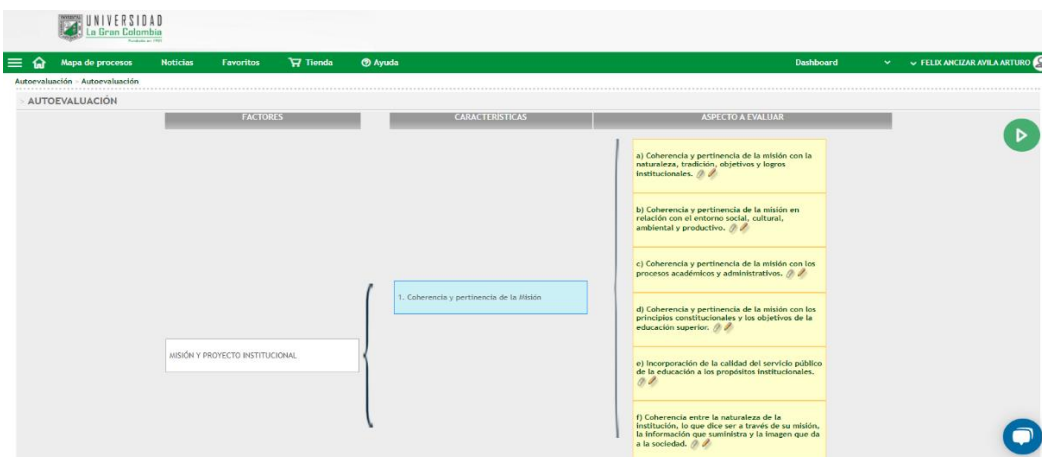 UNIVERSIDAD
La Gran Colombia
Mapa de procesos Noticias Favoritos Tienda Ayuda Dashboard FELIX ANCIZAR AVILA ARTURO
Autoevaluación - Autoevaluación
AUTOEVALUACIÓN
FACTORES CARACTERÍSTICAS ASPECTO A EVALUAR
a) Coherencia y pertinencia de la misión con la
naturaleza, tradición, objetivos y logros
institucionales.
b) Coherencia y pertinencia de la misión en
relación con el entorno social, cultural,
ambiental y productivo.
c) Coherencia y pertinencia de la misión con los
procesos académicos y administrativos.
1. Coherencia y pertinencia de la Misión
d) Coherencia y pertinencia de la misión con los
principios constitucionales y los objetivos de la
educación superior.
MISIÓN Y PROYECTO INSTITUCIONAL
e) Incorporación de la calidad del servicio público
de la educación a los propósitos institucionales.
f) Coherencia entre la naturaleza de la
institución, lo que dice ser a través de su misión,
la información que suministra y la imagen que da
a la sociedad.